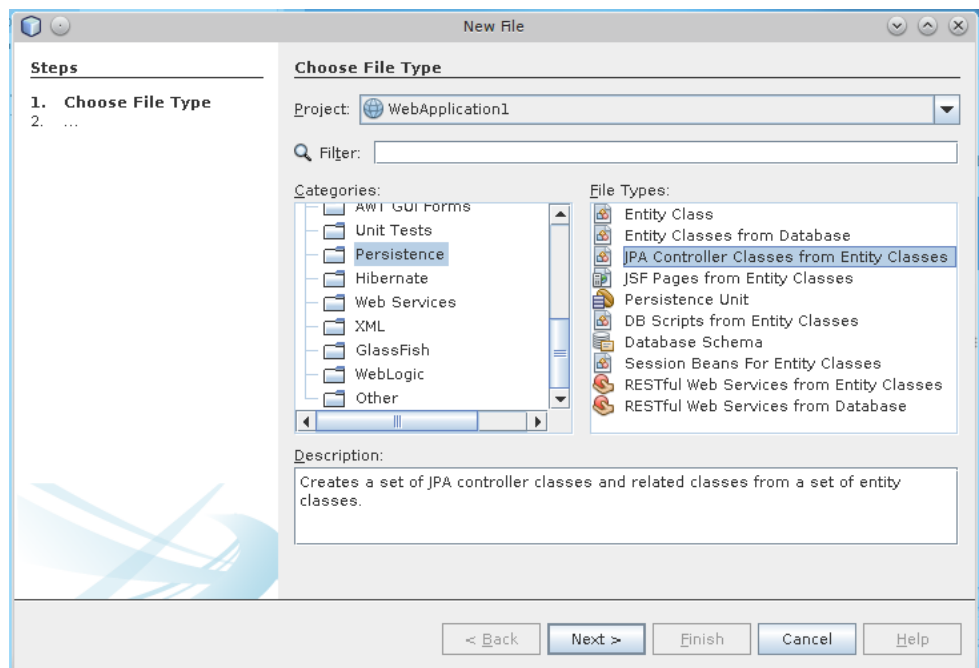 New File
Steps
1. Choose File Type
2. ...
Choose File Type
Project: WebApplication1
Filter:
Categories:
AWT GUI Forms
Unit Tests
Persistence
Hibernate
Web Services
XML
GlassFish
WebLogic
Other
File Types:
Entity Class
Entity Classes from Database
JPA Controller Classes from Entity Classes
JSF Pages from Entity Classes
Persistence Unit
DB Scripts from Entity Classes
Database Schema
Session Beans For Entity Classes
RESTful Web Services from Entity Classes
RESTful Web Services from Database
Description:
Creates a set of JPA controller classes and related classes from a set of entity
classes.
< Back
Next >
Finish
Cancel
Help